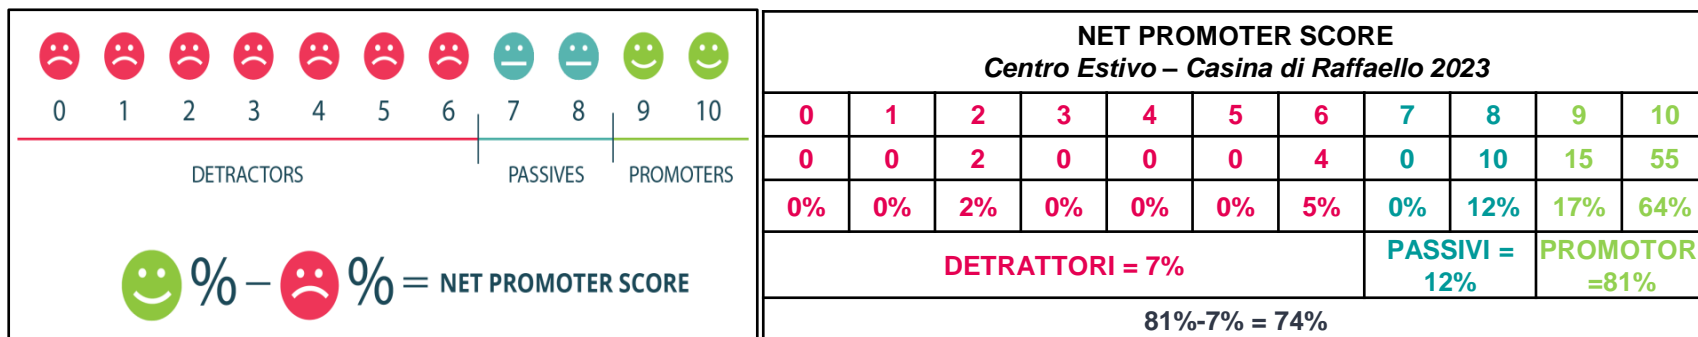 0 1 2 3 4 5 6 7 8 9 10
DETRACTORS PASSIVES PROMOTERS
% - % = NET PROMOTER SCORE
NET PROMOTER SCORE
Centro Estivo – Casina di Raffaello 2023
0 1 2 3 4 5 6 7 8 9 10
0 0 2 0 0 0 4 0 10 15 55
0% 0% 2% 0% 0% 0% 5% 0% 12% 17% 64%
DETRATTORI = 7% PASSIVI = 12% PROMOTOR =81%
81%-7% = 74%